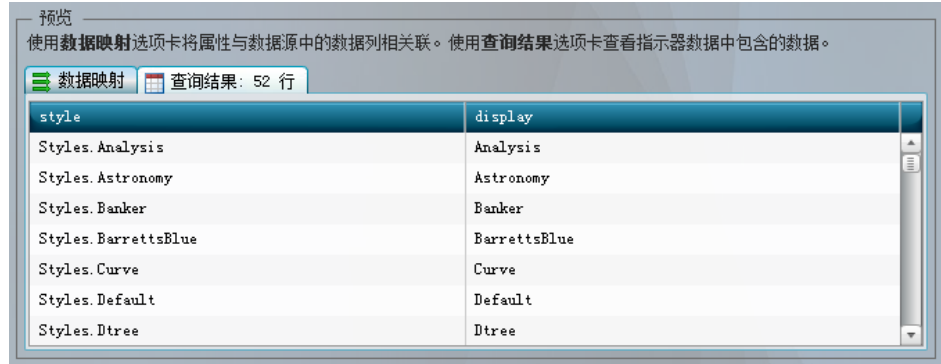 预览
使用数据映射选项卡将属性与数据源中的数据列相关联。使用查询结果选项卡查看指示器数据中包含的数据。
数据映射 查询结果: 52 行
style display
Styles.Analysis Analysis
Styles.Astronomy Astronomy
Styles.Banker Banker
Styles.BarrettsBlue BarrettsBlue
Styles.Curve Curve
Styles.Default Default
Styles.Dtree Dtree